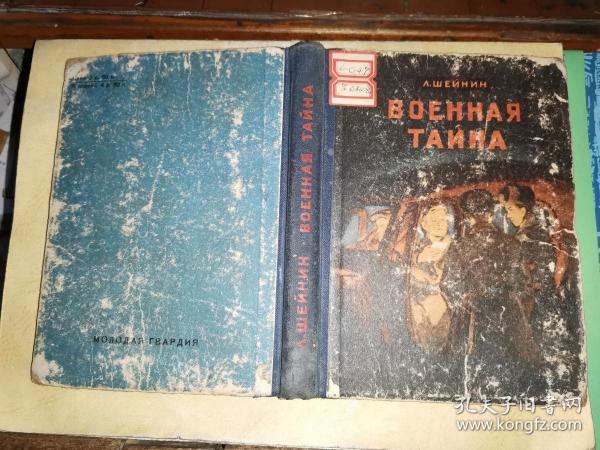 Л. ШЕЙНИН
ВОЕННАЯ
ТАЙНА
Л. ШЕЙНИН · ВОЕННАЯ ТАЙНА
МОЛОДАЯ ГВАРДИЯ
孔夫子旧书网
www.kongfz.com